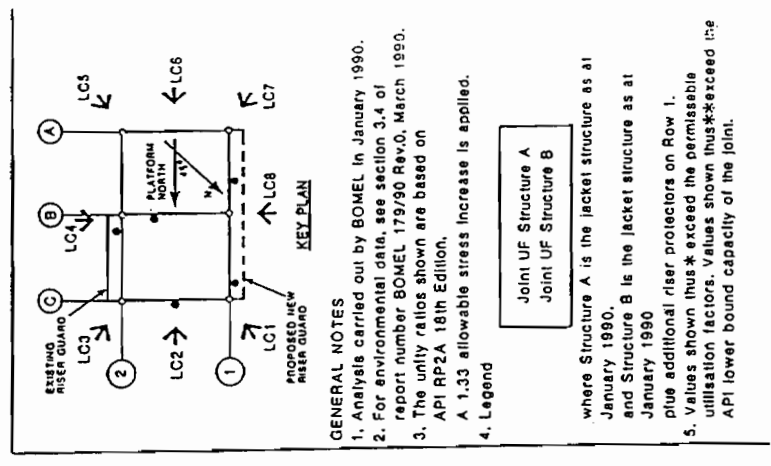 EXISTING
RISER GUARD
C
B
A
LC3
LC4
LC5
2
LC2
PLATFORM
NORTH
45°
N
LC6
1
LC1
LC8
LC7
PROPOSED NEW
RISER GUARD
KEY PLAN
GENERAL NOTES
1. Analysis carried out by BOMEL in January 1990.
2. For environmental data, see section 3.4 of
report number BOMEL 179/90 Rev.0, March 1990.
3. The unity ratios shown are based on
API RP2A 18th Edition.
A 1.33 allowable stress increase is applied.
4. Legend
Joint UF Structure A
Joint UF Structure B
where Structure A is the jacket structure as at
January 1990.
and Structure B is the jacket structure as at
January 1990
plus additional riser protectors on Row 1.
5. Values shown thus * exceed the permisseble
utilisation factors. Values shown thus ** exceed the
API lower bound capacity of the joint.